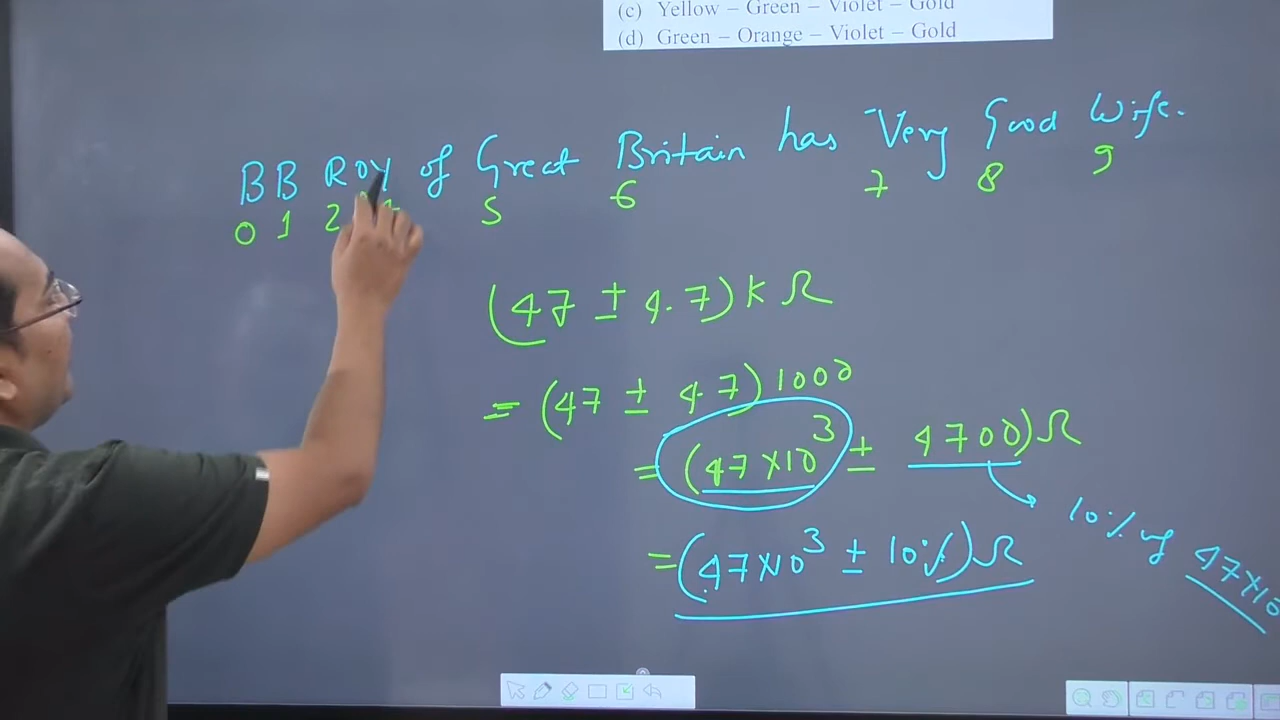 (c) Yellow – Green – Violet – Gold
(d) Green – Orange – Violet – Gold
BB ROY of Great Britain has Very Good Wife.
0 1 2 5 6 7 8 9
(47 ± 4.7) k Ω
= (47 ± 4.7) 1000
= (47×10³ ± 4700) Ω
10% of 47×10
= (47×10³ ± 10%) Ω